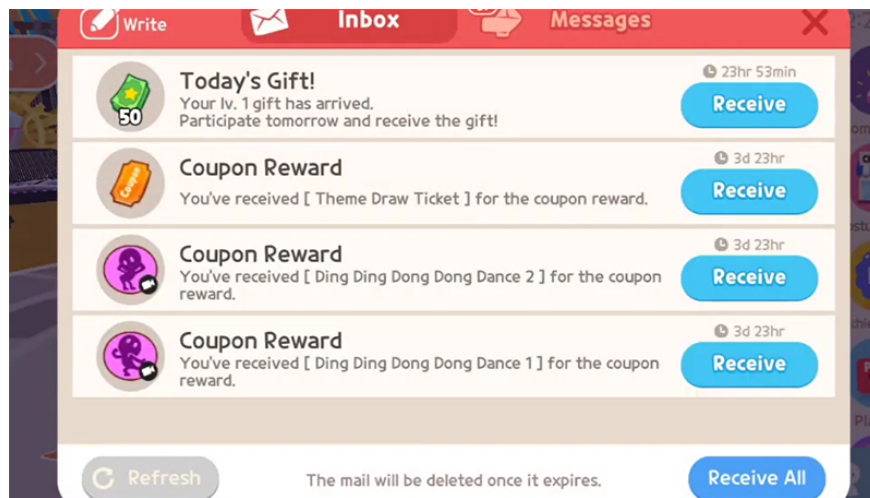 Write
Inbox
Messages
23hr 53min
Today's Gift!
Your lv. 1 gift has arrived.
Participate tomorrow and receive the gift!
50
Receive
3d 23hr
Coupon Reward
You've received [ Theme Draw Ticket ] for the coupon reward.
Coupon
Receive
3d 23hr
Coupon Reward
You've received [ Ding Ding Dong Dong Dance 2 ] for the coupon
reward.
Receive
3d 23hr
Coupon Reward
You've received [ Ding Ding Dong Dong Dance 1 ] for the coupon
reward.
Receive
Refresh
The mail will be deleted once it expires.
Receive All